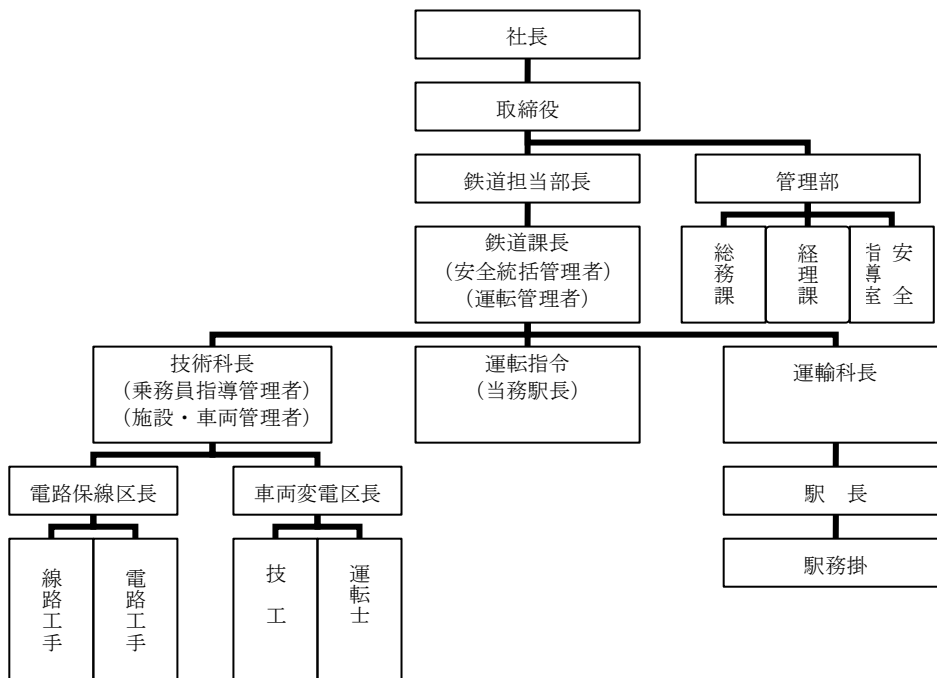 社長
取締役
鉄道担当部長
管理部
鉄道課長
（安全統括管理者）
（運転管理者）
総務課
経理課
安全
指導室
技術科長
（乗務員指導管理者）
（施設・車両管理者）
運転指令
（当務駅長）
運輸科長
電路保線区長
車両変電区長
駅　長
線路工手
電路工手
技　工
運転士
駅務掛